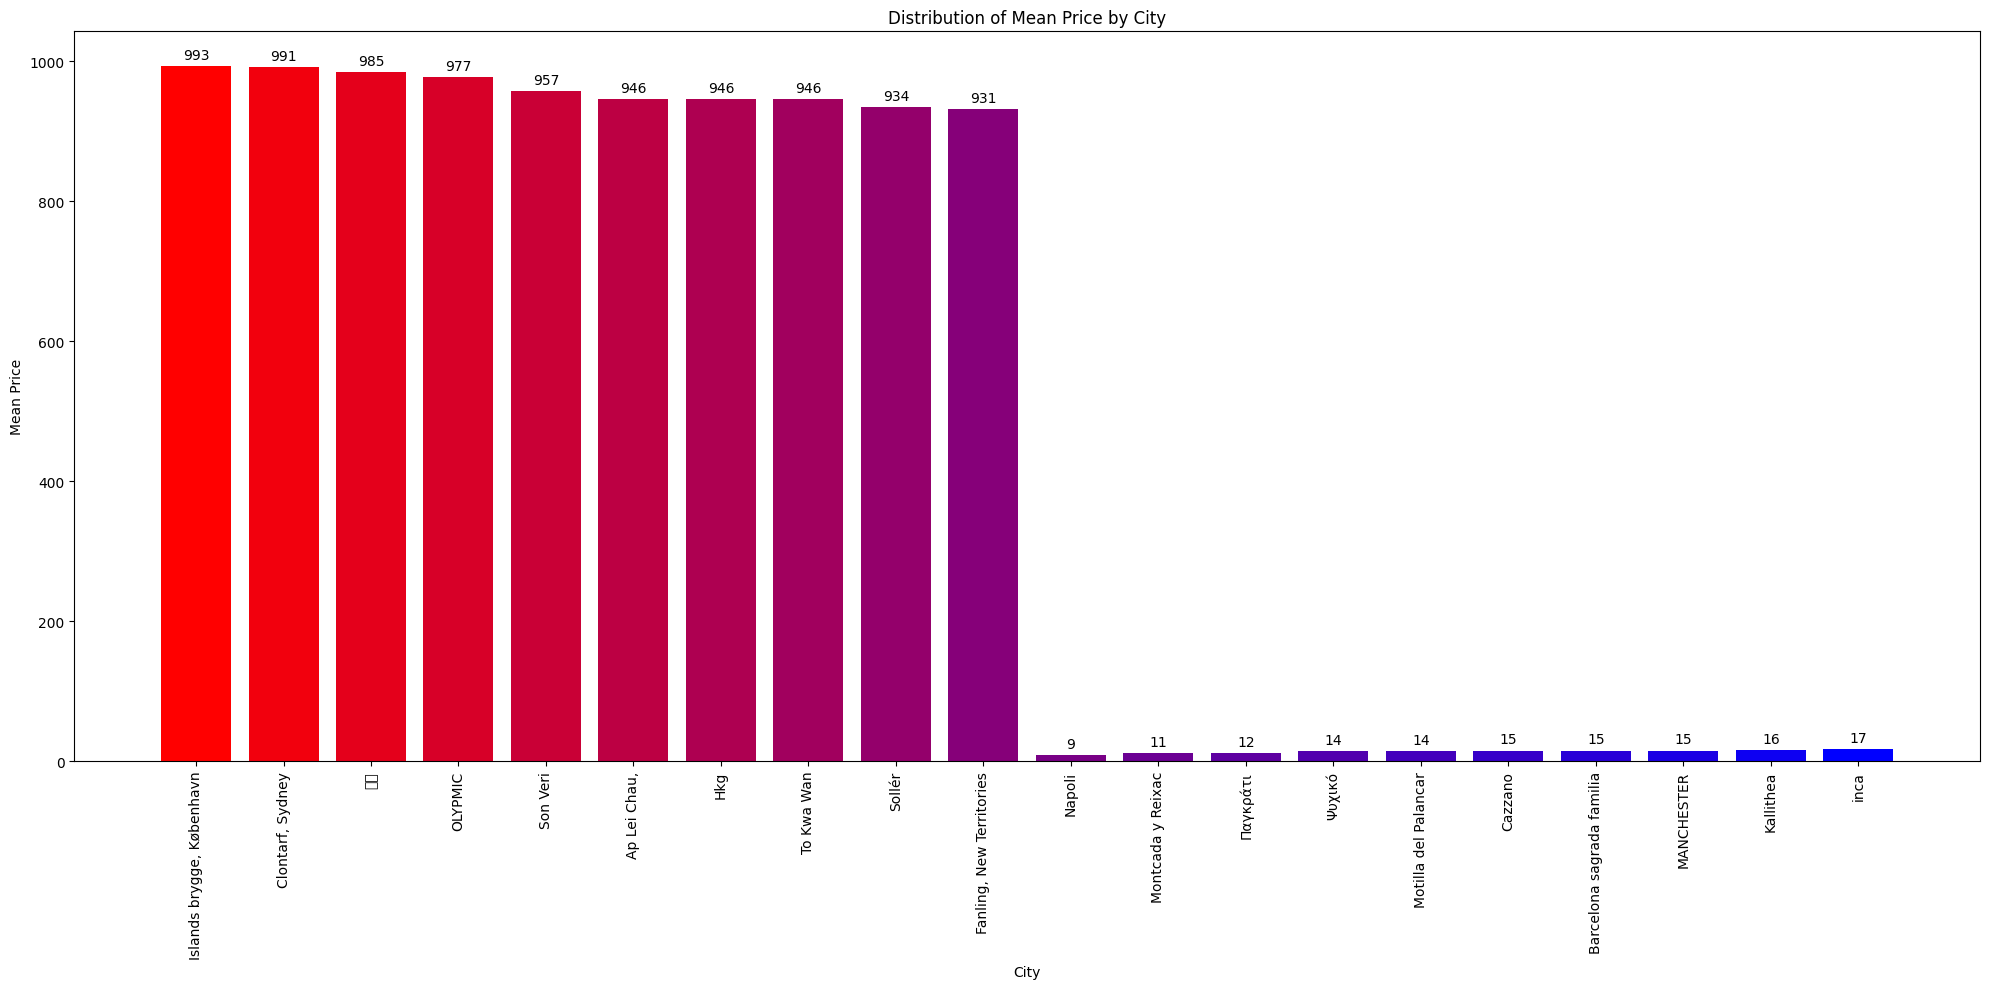 Distribution of Mean Price by City
Mean Price
1000
800
600
400
200
0
993
991
985
977
957
946
946
946
934
931
9
11
12
14
14
15
15
15
16
17
Islands brygge, København
Clontarf, Sydney
OLYPMIC
Son Veri
Ap Lei Chau,
Hkg
To Kwa Wan
Sollér
Fanling, New Territories
Napoli
Montcada y Reixac
Παγκράτι
Ψυχικό
Motilla del Palancar
Cazzano
Barcelona sagrada familia
MANCHESTER
Kallithea
inca
City